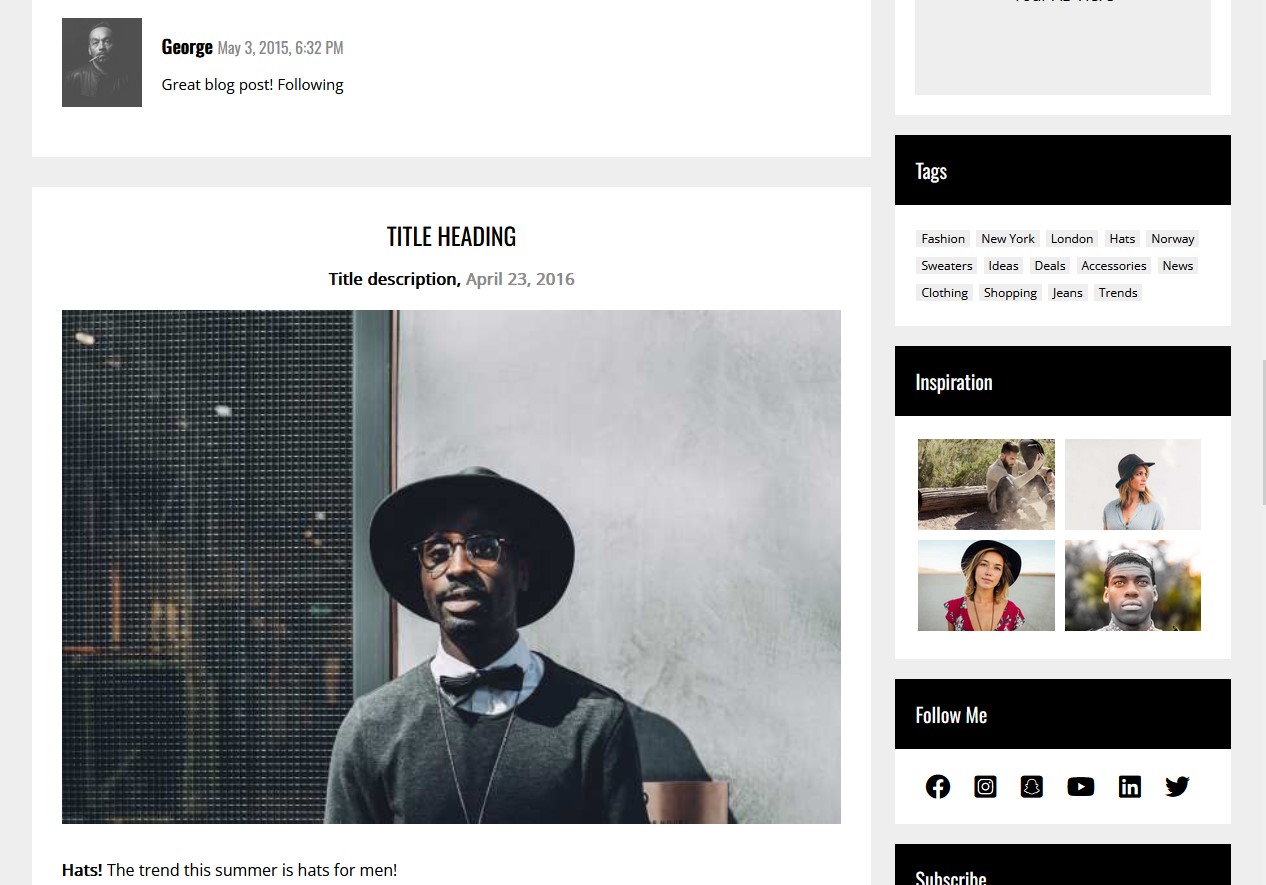 George May 3, 2015, 6:32 PM
Great blog post! Following
TITLE HEADING
Title description, April 23, 2016
Hats! The trend this summer is hats for men!
Tags
Fashion New York London Hats Norway
Sweaters Ideas Deals Accessories News
Clothing Shopping Jeans Trends
Inspiration
Follow Me
Subscribe